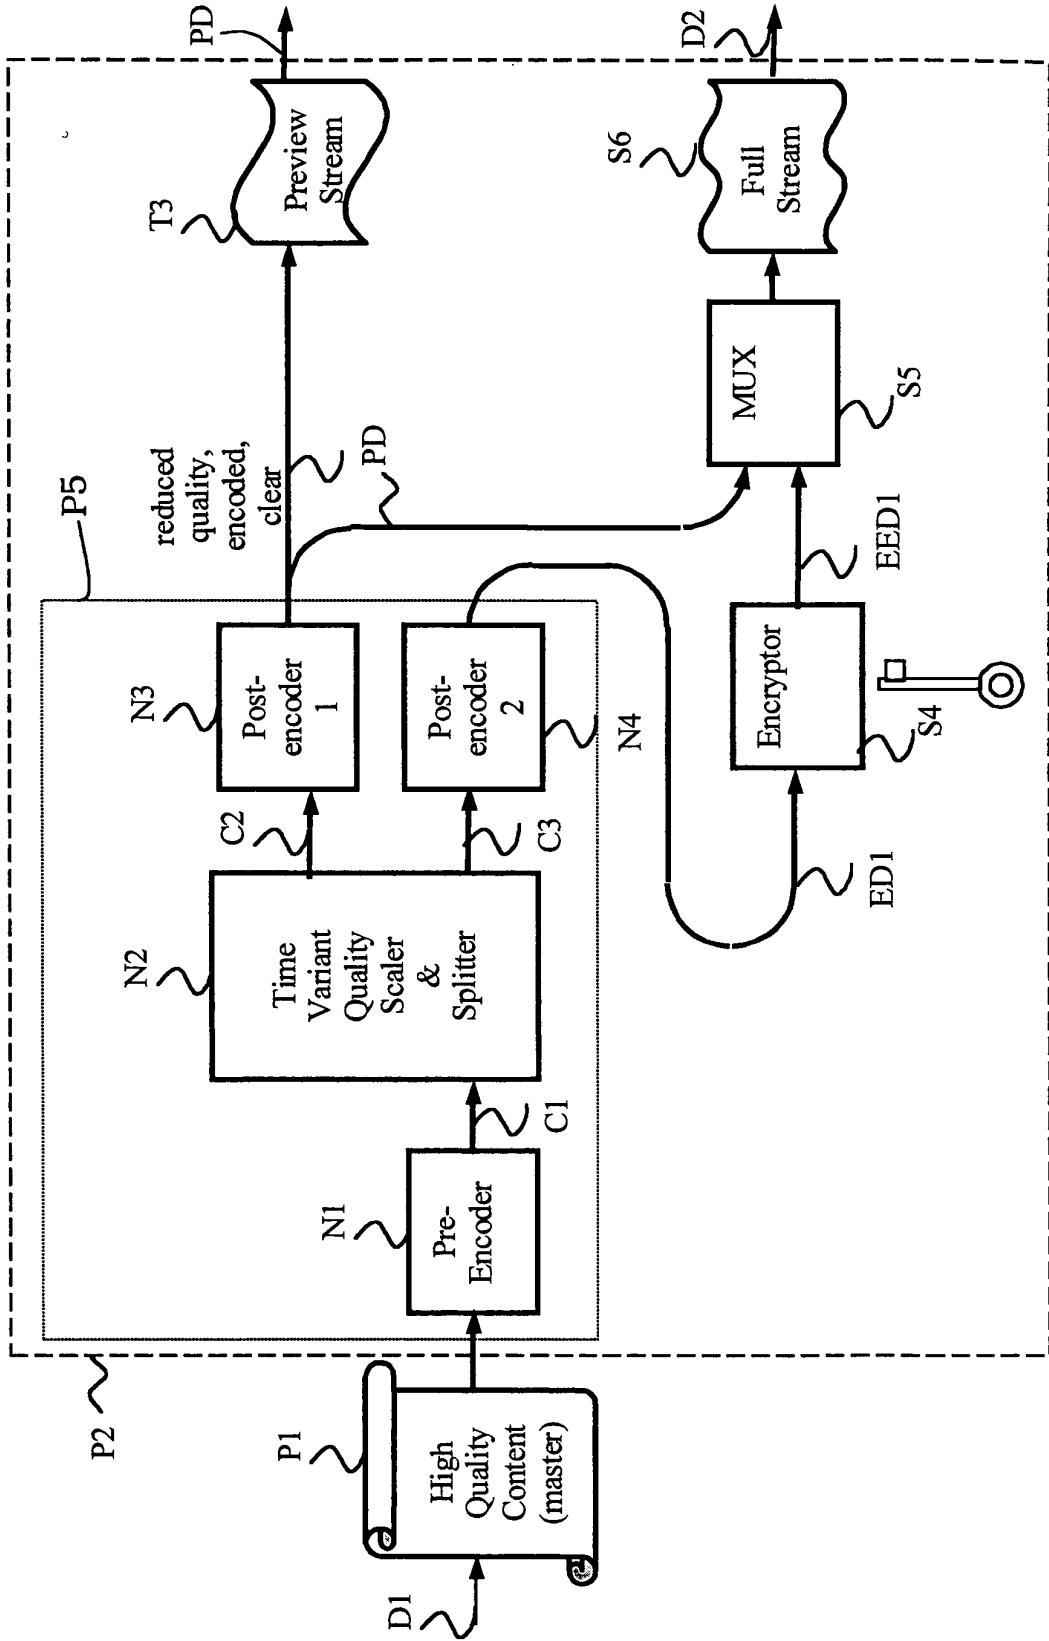 D1
P1
High
Quality
Content
(master)
P2
N1
Pre-
Encoder
C1
N2
Time
Variant
Quality
Scaler
&
Splitter
C2
C3
N3
Post-
encoder
1
Post-
encoder
2
N4
P5
reduced
quality,
encoded,
clear
PD
PD
T3
Preview
Stream
PD
ED1
Encryptor
S4
EED1
MUX
S5
S6
Full
Stream
D2